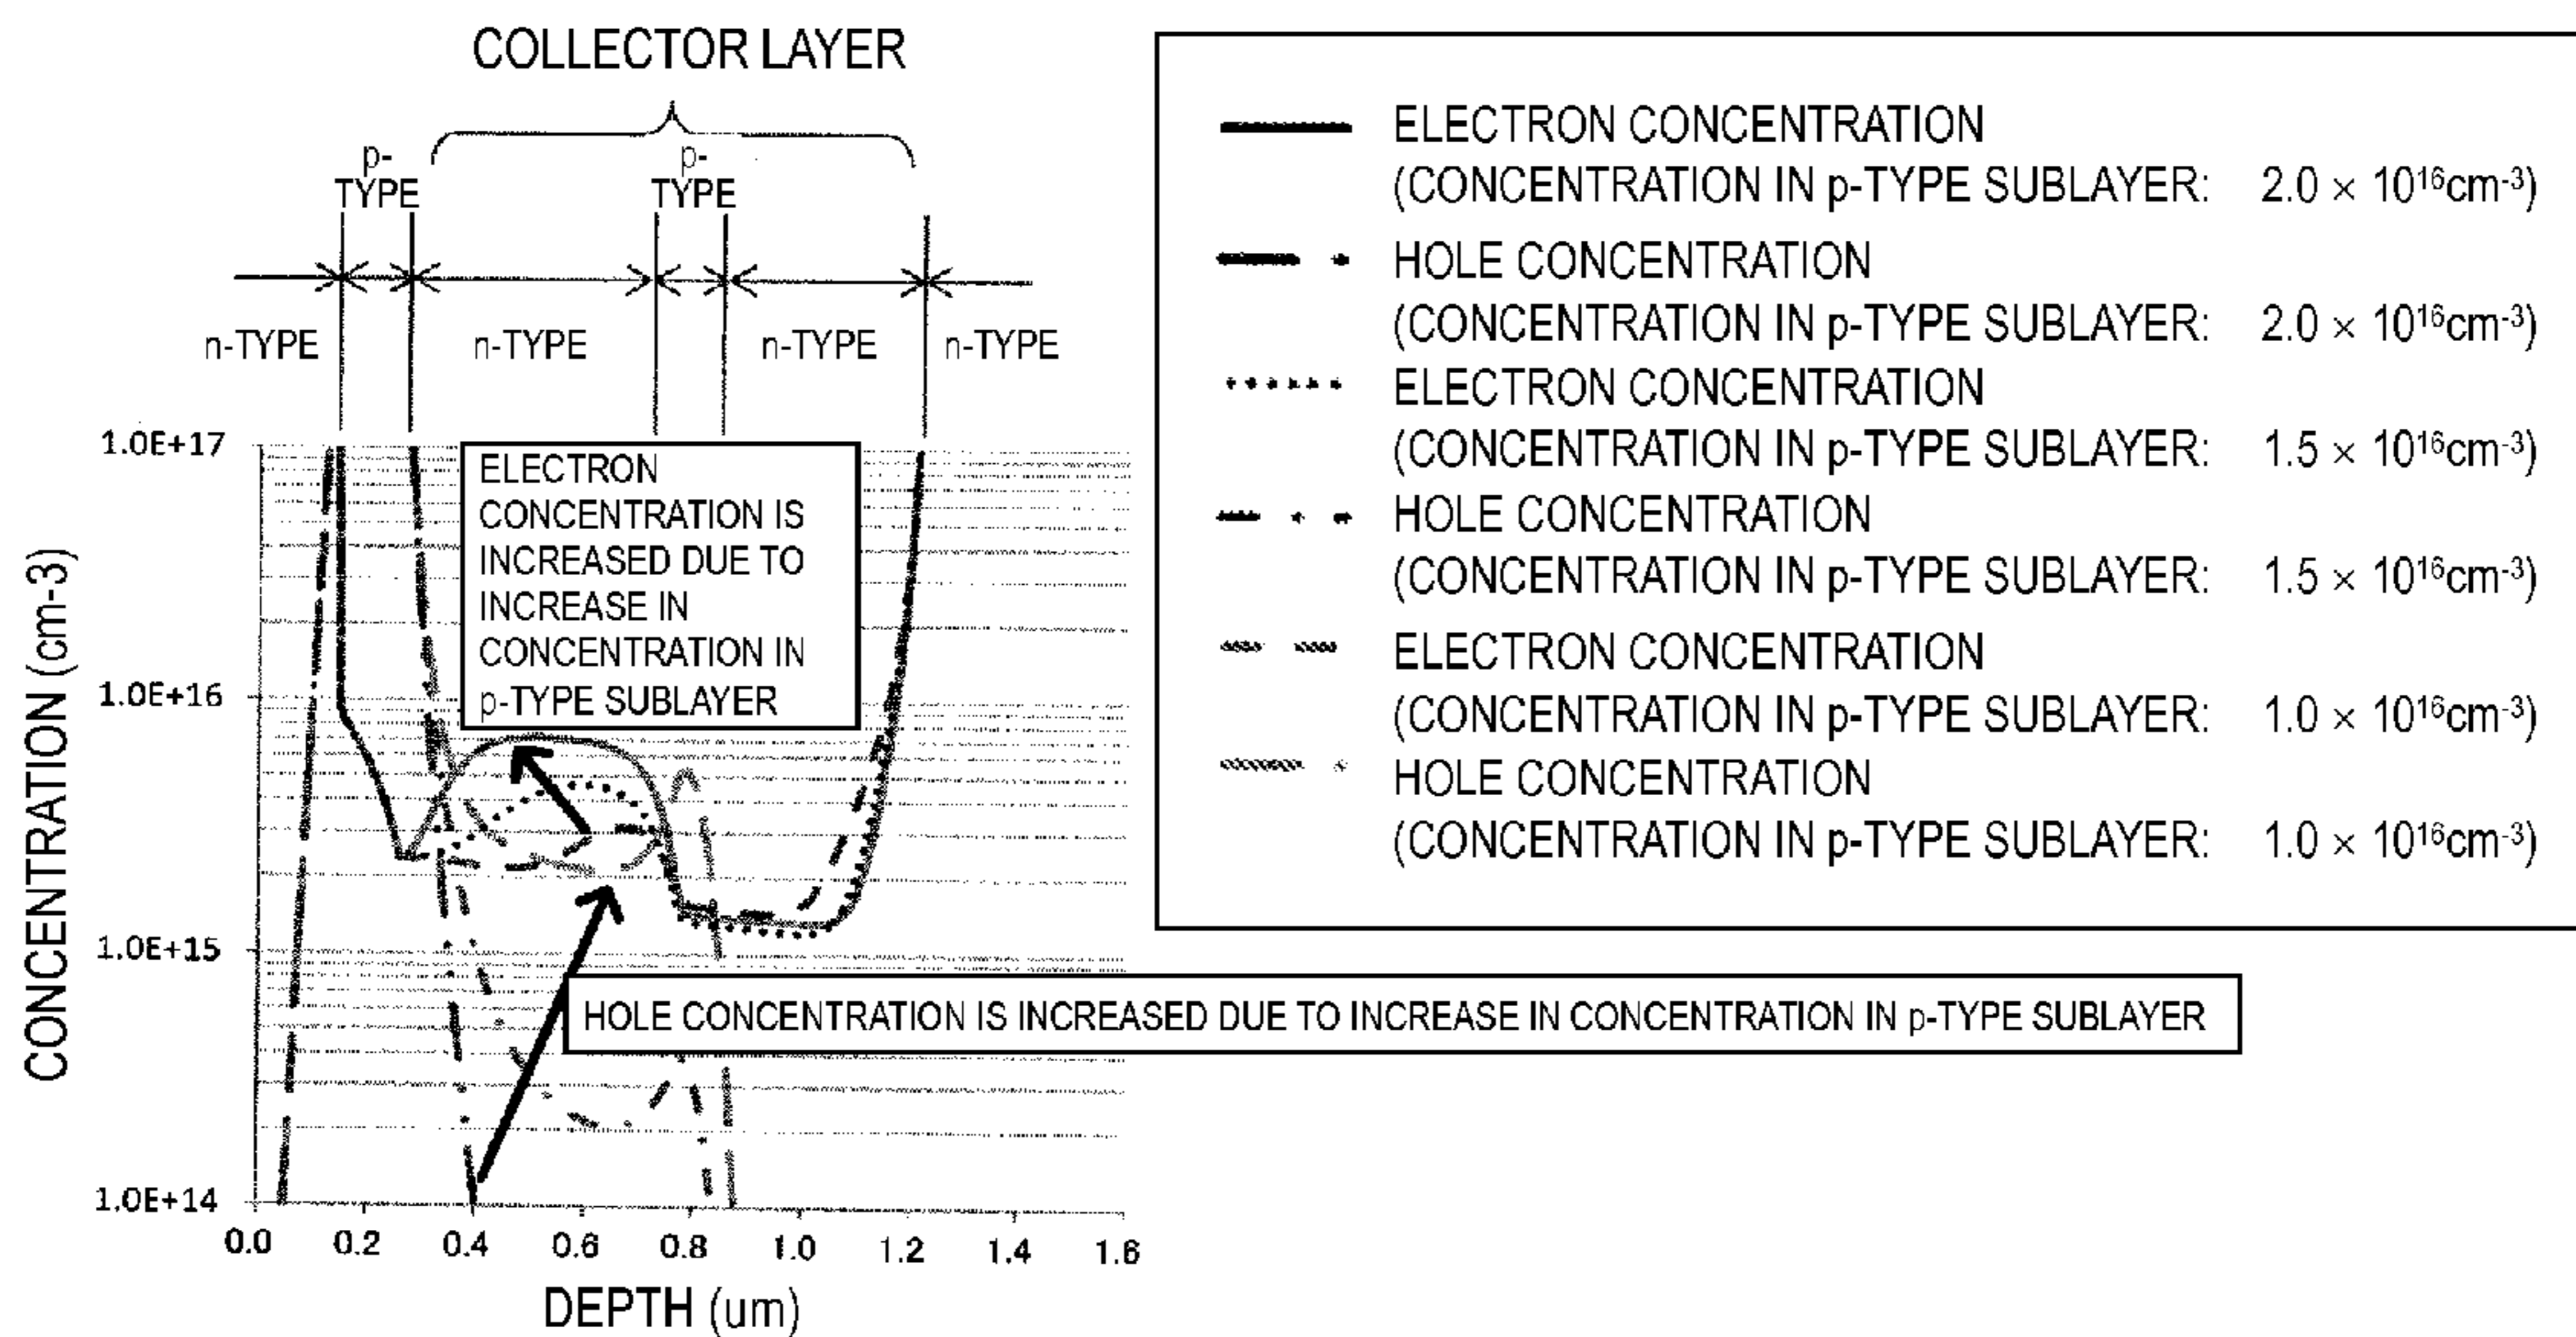 COLLECTOR LAYER
p-
TYPE
p-
TYPE
n-TYPE
n-TYPE
n-TYPE
n-TYPE
1.0E+17
1.0E+16
1.0E+15
1.0E+14
CONCENTRATION (cm-3)
ELECTRON
CONCENTRATION IS
INCREASED DUE TO
INCREASE IN
CONCENTRATION IN
p-TYPE SUBLAYER
HOLE CONCENTRATION IS INCREASED DUE TO INCREASE IN CONCENTRATION IN p-TYPE SUBLAYER
0.0 0.2 0.4 0.6 0.8 1.0 1.2 1.4 1.6
DEPTH (um)
ELECTRON CONCENTRATION
(CONCENTRATION IN p-TYPE SUBLAYER: 2.0 × 10¹⁶cm⁻³)
HOLE CONCENTRATION
(CONCENTRATION IN p-TYPE SUBLAYER: 2.0 × 10¹⁶cm⁻³)
ELECTRON CONCENTRATION
(CONCENTRATION IN p-TYPE SUBLAYER: 1.5 × 10¹⁶cm⁻³)
HOLE CONCENTRATION
(CONCENTRATION IN p-TYPE SUBLAYER: 1.5 × 10¹⁶cm⁻³)
ELECTRON CONCENTRATION
(CONCENTRATION IN p-TYPE SUBLAYER: 1.0 × 10¹⁶cm⁻³)
HOLE CONCENTRATION
(CONCENTRATION IN p-TYPE SUBLAYER: 1.0 × 10¹⁶cm⁻³)